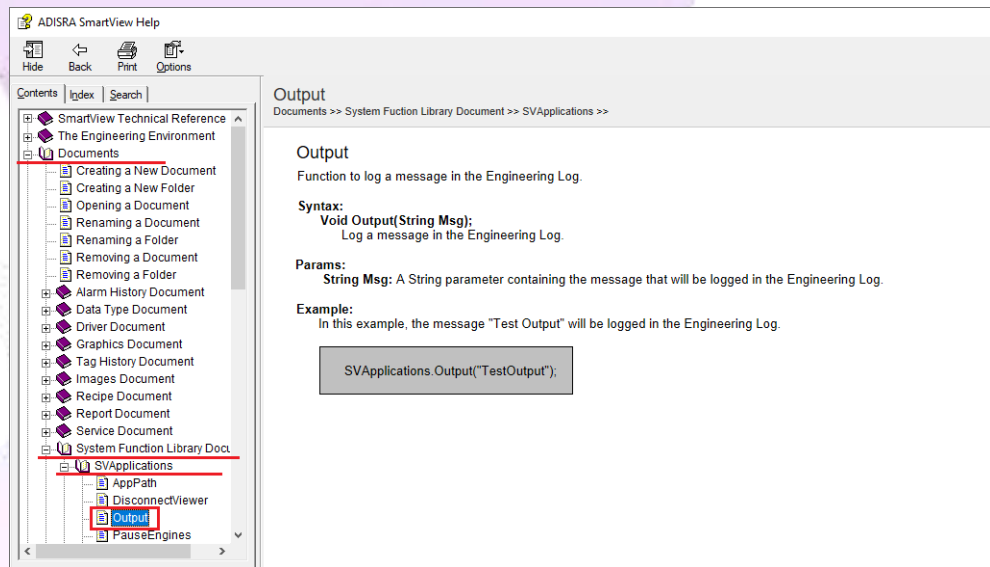 ADISRA SmartView Help
Hide Back Print Options
Contents Index Search
SmartView Technical Reference
The Engineering Environment
Documents
Creating a New Document
Creating a New Folder
Opening a Document
Renaming a Document
Renaming a Folder
Removing a Document
Removing a Folder
Alarm History Document
Data Type Document
Driver Document
Graphics Document
Tag History Document
Images Document
Recipe Document
Report Document
Service Document
System Function Library Docu
SVApplications
AppPath
DisconnectViewer
Output
PauseEngines
Output
Documents >> System Fuction Library Document >> SVApplications >>
Output
Function to log a message in the Engineering Log.
Syntax:
Void Output(String Msg);
Log a message in the Engineering Log.
Params:
String Msg: A String parameter containing the message that will be logged in the Engineering Log.
Example:
In this example, the message "Test Output" will be logged in the Engineering Log.
SVApplications.Output("TestOutput");